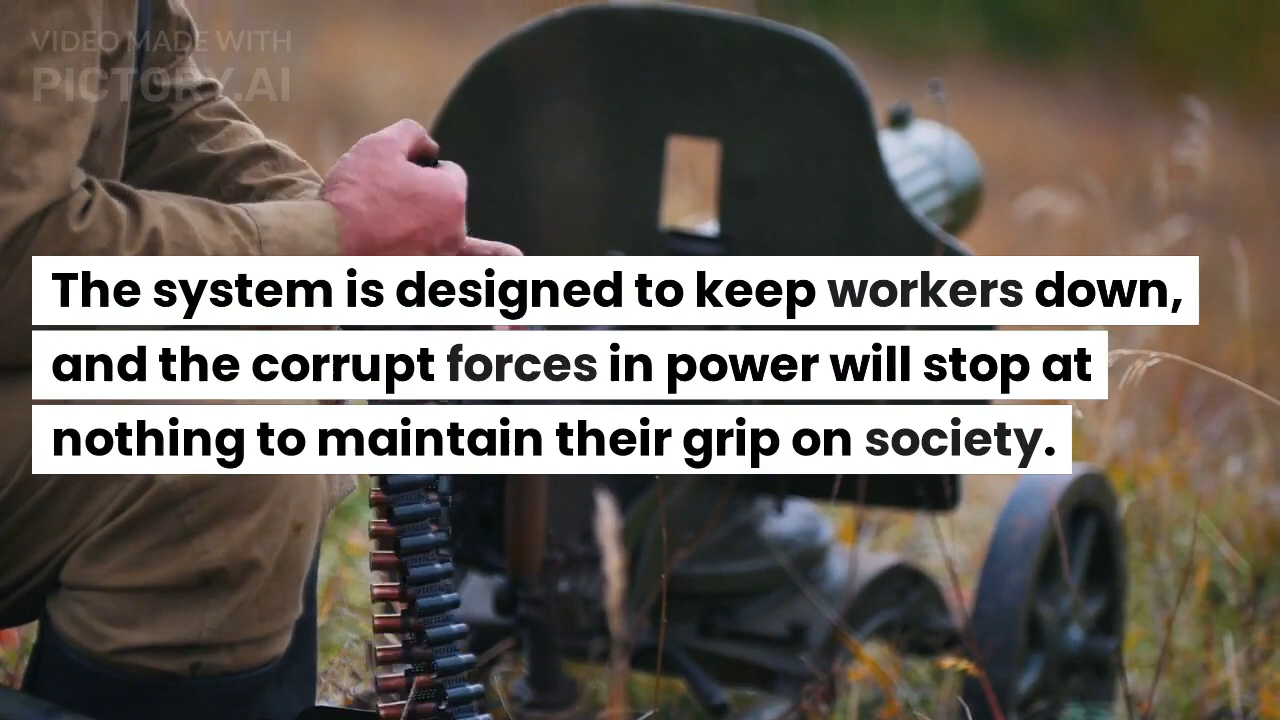 VIDEO MADE WITH
PICTORY.AI
The system is designed to keep workers down,
and the corrupt forces in power will stop at
nothing to maintain their grip on society.